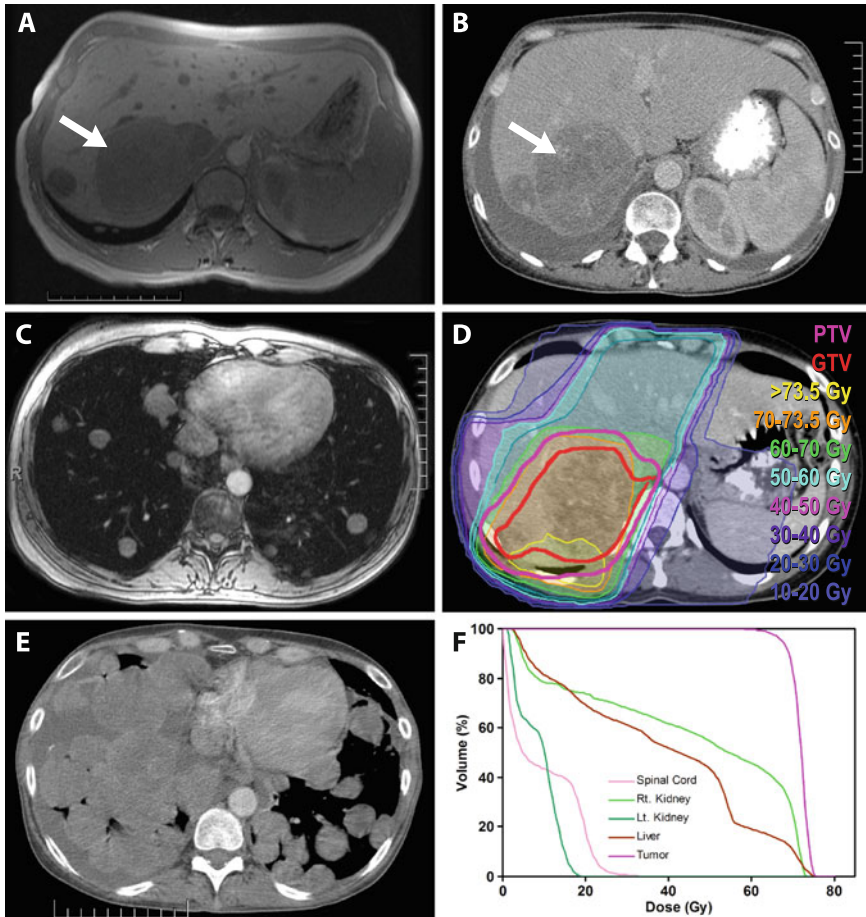 A
B
C
R
D
PTV
GTV
>73.5 Gy
70-73.5 Gy
60-70 Gy
50-60 Gy
40-50 Gy
30-40 Gy
20-30 Gy
10-20 Gy
E
F
100
80
60
40
20
0
Volume (%)
Spinal Cord
Rt. Kidney
Lt. Kidney
Liver
Tumor
0 20 40 60 80
Dose (Gy)